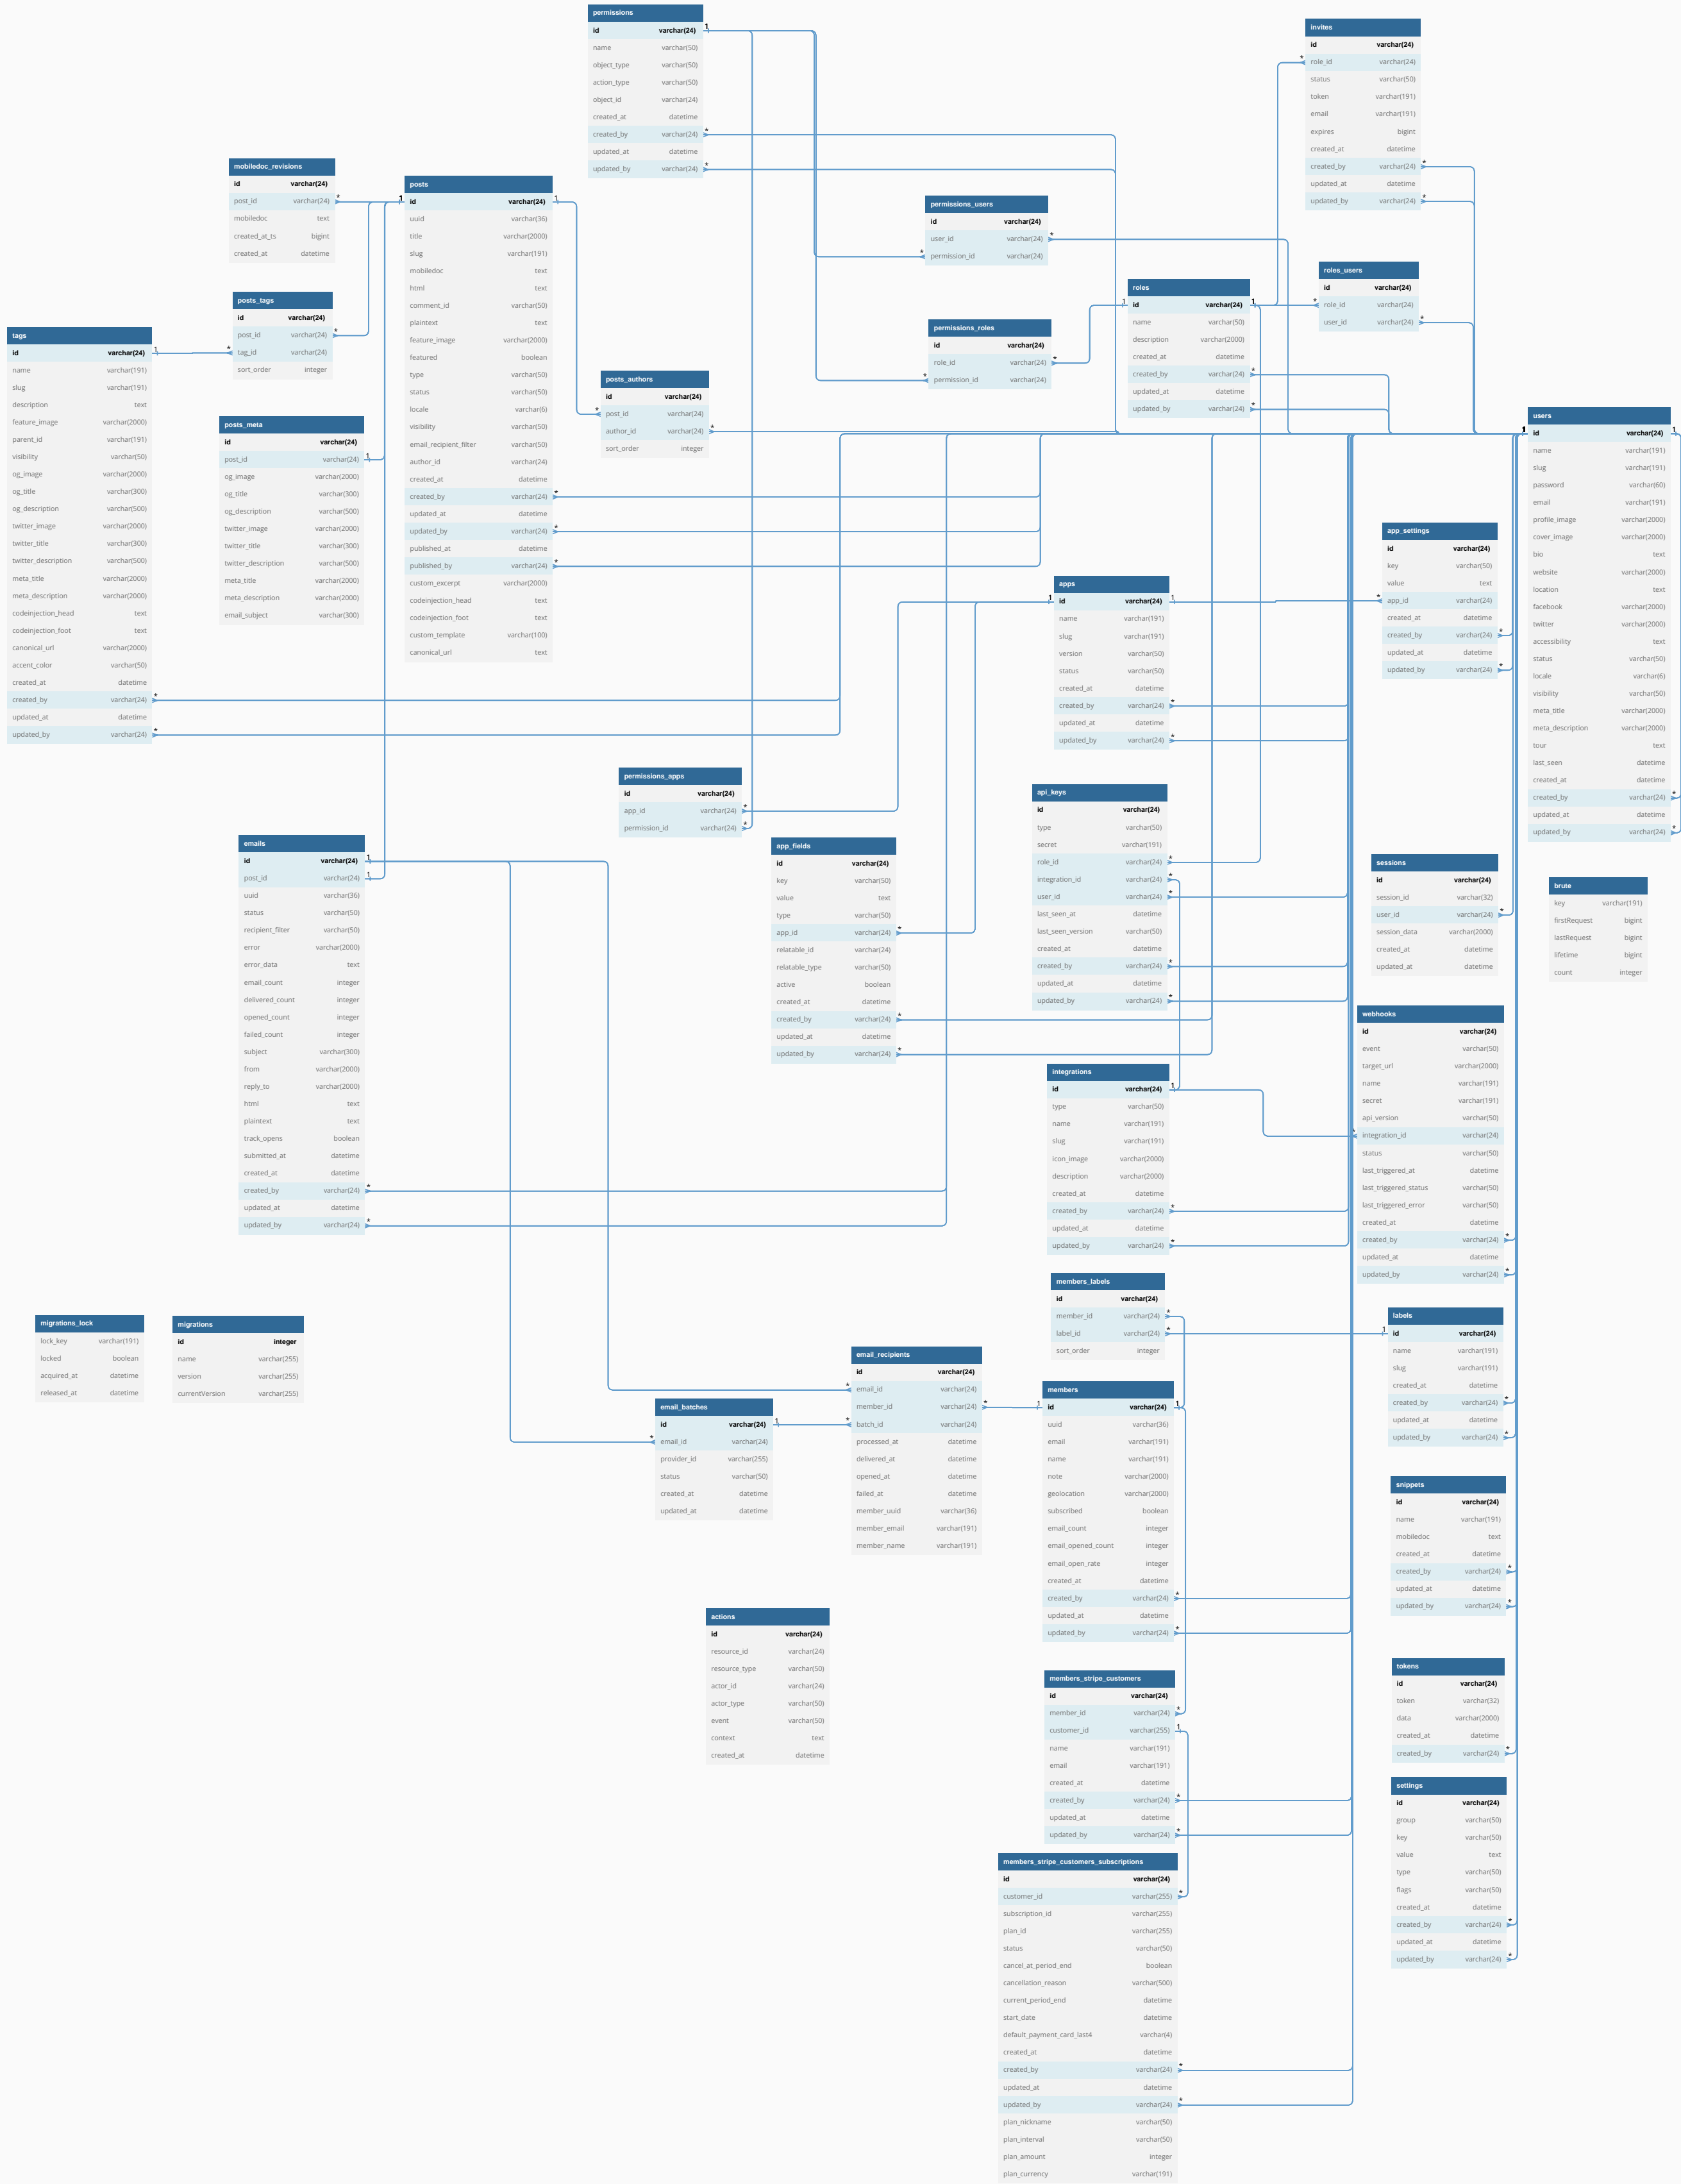 permissions
id varchar(24) 1
name varchar(50)
object_type varchar(50)
action_type varchar(50)
object_id varchar(24)
created_at datetime
created_by varchar(24) *
updated_at datetime
updated_by varchar(24) *
invites
id varchar(24)
* role_id varchar(24)
status varchar(50)
token varchar(191)
email varchar(191)
expires bigint
created_at datetime
created_by varchar(24) *
updated_at datetime
updated_by varchar(24) *
mobiledoc_revisions
id varchar(24)
post_id varchar(24) *
mobiledoc text
created_at_ts bigint
created_at datetime
posts
1 id varchar(24) 1
uuid varchar(36)
title varchar(2000)
slug varchar(191)
mobiledoc text
html text
comment_id varchar(50)
plaintext text
feature_image varchar(2000)
featured boolean
type varchar(50)
status varchar(50)
locale varchar(6)
visibility varchar(50)
email_recipient_filter varchar(50)
author_id varchar(24)
created_at datetime
created_by varchar(24) *
updated_at datetime
updated_by varchar(24) *
published_at datetime
published_by varchar(24) *
custom_excerpt varchar(2000)
codeinjection_head text
codeinjection_foot text
custom_template varchar(100)
canonical_url text
permissions_users
id varchar(24)
user_id varchar(24) *
* permission_id varchar(24)
roles_users
id varchar(24)
* role_id varchar(24)
user_id varchar(24) *
roles
1 id varchar(24) 1
name varchar(50)
description varchar(2000)
created_at datetime
created_by varchar(24) *
updated_at datetime
updated_by varchar(24) *
posts_tags
id varchar(24)
post_id varchar(24) *
* tag_id varchar(24)
sort_order integer
permissions_roles
id varchar(24)
role_id varchar(24) *
* permission_id varchar(24)
tags
id varchar(24) 1
name varchar(191)
slug varchar(191)
description text
feature_image varchar(2000)
parent_id varchar(191)
visibility varchar(50)
og_image varchar(2000)
og_title varchar(300)
og_description varchar(500)
twitter_image varchar(2000)
twitter_title varchar(300)
twitter_description varchar(500)
meta_title varchar(2000)
meta_description varchar(2000)
codeinjection_head text
codeinjection_foot text
canonical_url varchar(2000)
accent_color varchar(50)
created_at datetime
created_by varchar(24) *
updated_at datetime
updated_by varchar(24) *
posts_authors
id varchar(24)
* post_id varchar(24)
author_id varchar(24) *
sort_order integer
posts_meta
id varchar(24)
post_id varchar(24) 1
og_image varchar(2000)
og_title varchar(300)
og_description varchar(500)
twitter_image varchar(2000)
twitter_title varchar(300)
twitter_description varchar(500)
meta_title varchar(2000)
meta_description varchar(2000)
email_subject varchar(300)
users
1 id varchar(24) 1
name varchar(191)
slug varchar(191)
password varchar(60)
email varchar(191)
profile_image varchar(2000)
cover_image varchar(2000)
bio text
website varchar(2000)
location text
facebook varchar(2000)
twitter varchar(2000)
accessibility text
status varchar(50)
locale varchar(6)
visibility varchar(50)
meta_title varchar(2000)
meta_description varchar(2000)
tour text
last_seen datetime
created_at datetime
created_by varchar(24) *
updated_at datetime
updated_by varchar(24) *
app_settings
id varchar(24)
key varchar(50)
value text
* app_id varchar(24)
created_at datetime
created_by varchar(24) *
updated_at datetime
updated_by varchar(24) *
apps
1 id varchar(24) 1
name varchar(191)
slug varchar(191)
version varchar(50)
status varchar(50)
created_at datetime
created_by varchar(24) *
updated_at datetime
updated_by varchar(24) *
permissions_apps
id varchar(24)
app_id varchar(24) *
permission_id varchar(24) *
api_keys
id varchar(24)
type varchar(50)
secret varchar(191)
role_id varchar(24) *
integration_id varchar(24) *
user_id varchar(24) *
last_seen_at datetime
last_seen_version varchar(50)
created_at datetime
created_by varchar(24) *
updated_at datetime
updated_by varchar(24) *
emails
id varchar(24) 1
post_id varchar(24) 1
uuid varchar(36)
status varchar(50)
recipient_filter varchar(50)
error varchar(2000)
error_data text
email_count integer
delivered_count integer
opened_count integer
failed_count integer
subject varchar(300)
from varchar(2000)
reply_to varchar(2000)
html text
plaintext text
track_opens boolean
submitted_at datetime
created_at datetime
created_by varchar(24) *
updated_at datetime
updated_by varchar(24) *
app_fields
id varchar(24)
key varchar(50)
value text
type varchar(50)
app_id varchar(24) *
relatable_id varchar(24)
relatable_type varchar(50)
active boolean
created_at datetime
created_by varchar(24) *
updated_at datetime
updated_by varchar(24) *
sessions
id varchar(24)
session_id varchar(32)
user_id varchar(24) *
session_data varchar(2000)
created_at datetime
updated_at datetime
brute
key varchar(191)
firstRequest bigint
lastRequest bigint
lifetime bigint
count integer
webhooks
id varchar(24)
event varchar(50)
target_url varchar(2000)
name varchar(191)
secret varchar(191)
api_version varchar(50)
* integration_id varchar(24)
status varchar(50)
last_triggered_at datetime
last_triggered_status varchar(50)
last_triggered_error varchar(50)
created_at datetime
created_by varchar(24) *
updated_at datetime
updated_by varchar(24) *
integrations
id varchar(24) 1
type varchar(50)
name varchar(191)
slug varchar(191)
icon_image varchar(2000)
description varchar(2000)
created_at datetime
created_by varchar(24) *
updated_at datetime
updated_by varchar(24) *
members_labels
id varchar(24)
member_id varchar(24) *
label_id varchar(24) *
sort_order integer
labels
1 id varchar(24)
name varchar(191)
slug varchar(191)
created_at datetime
created_by varchar(24) *
updated_at datetime
updated_by varchar(24) *
migrations_lock
lock_key varchar(191)
locked boolean
acquired_at datetime
released_at datetime
migrations
id integer
name varchar(255)
version varchar(255)
currentVersion varchar(255)
email_recipients
id varchar(24)
* email_id varchar(24)
member_id varchar(24) *
* batch_id varchar(24)
processed_at datetime
delivered_at datetime
opened_at datetime
failed_at datetime
member_uuid varchar(36)
member_email varchar(191)
member_name varchar(191)
members
1 id varchar(24) 1
uuid varchar(36)
email varchar(191)
name varchar(191)
note varchar(2000)
geolocation varchar(2000)
subscribed boolean
email_count integer
email_opened_count integer
email_open_rate integer
created_at datetime
created_by varchar(24) *
updated_at datetime
updated_by varchar(24) *
email_batches
id varchar(24) 1
* email_id varchar(24)
provider_id varchar(255)
status varchar(50)
created_at datetime
updated_at datetime
snippets
id varchar(24)
name varchar(191)
mobiledoc text
created_at datetime
created_by varchar(24) *
updated_at datetime
updated_by varchar(24) *
actions
id varchar(24)
resource_id varchar(24)
resource_type varchar(50)
actor_id varchar(24)
actor_type varchar(50)
event varchar(50)
context text
created_at datetime
tokens
id varchar(24)
token varchar(32)
data varchar(2000)
created_at datetime
created_by varchar(24) *
members_stripe_customers
id varchar(24)
member_id varchar(24) *
customer_id varchar(255) 1
name varchar(191)
email varchar(191)
created_at datetime
created_by varchar(24) *
updated_at datetime
updated_by varchar(24) *
settings
id varchar(24)
group varchar(50)
key varchar(50)
value text
type varchar(50)
flags varchar(50)
created_at datetime
created_by varchar(24) *
updated_at datetime
updated_by varchar(24) *
members_stripe_customers_subscriptions
id varchar(24)
customer_id varchar(255) *
subscription_id varchar(255)
plan_id varchar(255)
status varchar(50)
cancel_at_period_end boolean
cancellation_reason varchar(500)
current_period_end datetime
start_date datetime
default_payment_card_last4 varchar(4)
created_at datetime
created_by varchar(24) *
updated_at datetime
updated_by varchar(24) *
plan_nickname varchar(50)
plan_interval varchar(50)
plan_amount integer
plan_currency varchar(191)